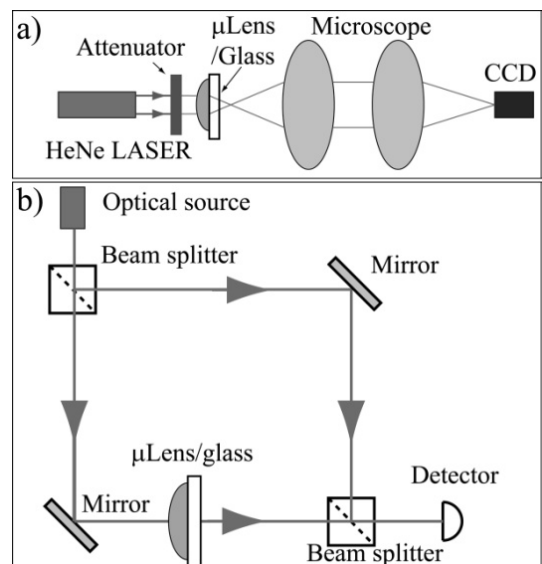 a)
Attenuator
μLens
/Glass
Microscope
CCD
HeNe LASER
b)
Optical source
Beam splitter
Mirror
μLens/glass
Detector
Mirror
Beam splitter